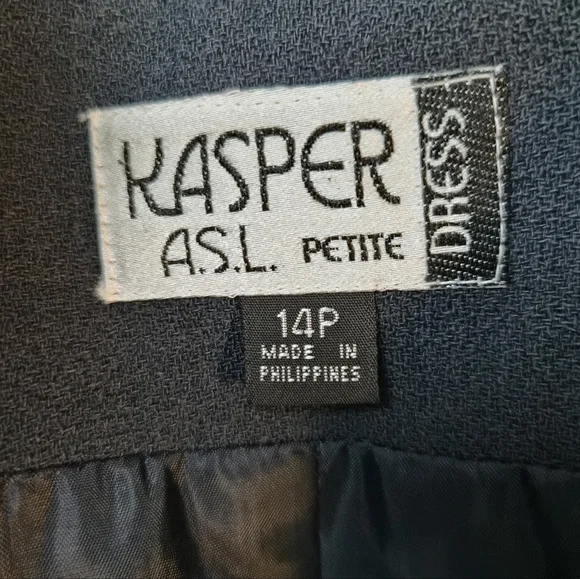 KASPER
A.S.L. PETITE
DRESS
14P
MADE IN
PHILIPPINES